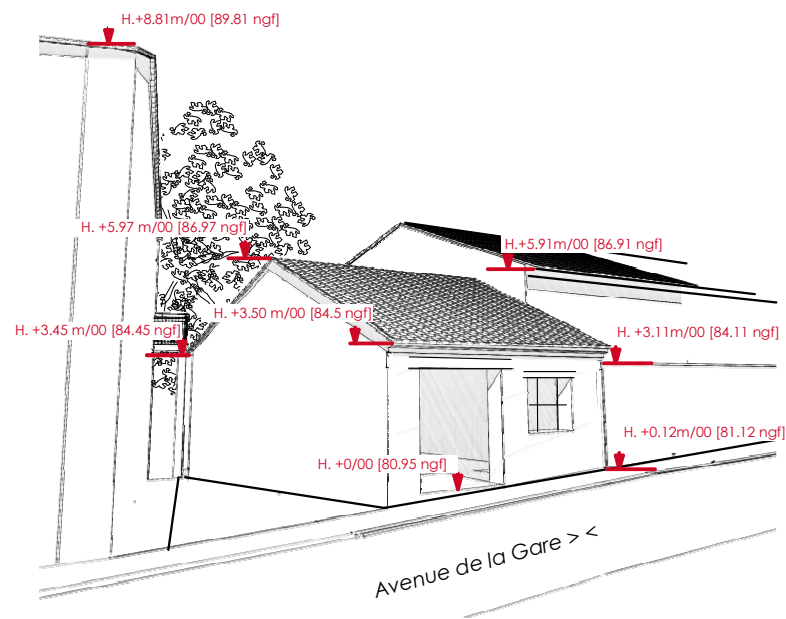 H.+8.81m/00 [89.81 ngf]
H. +5.97 m/00 [86.97 ngf]
H.+5.91m/00 [86.91 ngf]
H. +3.50 m/00 [84.5 ngf]
H. +3.45 m/00 [84.45 ngf]
H. +3.11m/00 [84.11 ngf]
H. +0.12m/00 [81.12 ngf]
H. +0/00 [80.95 ngf]
Avenue de la Gare > <